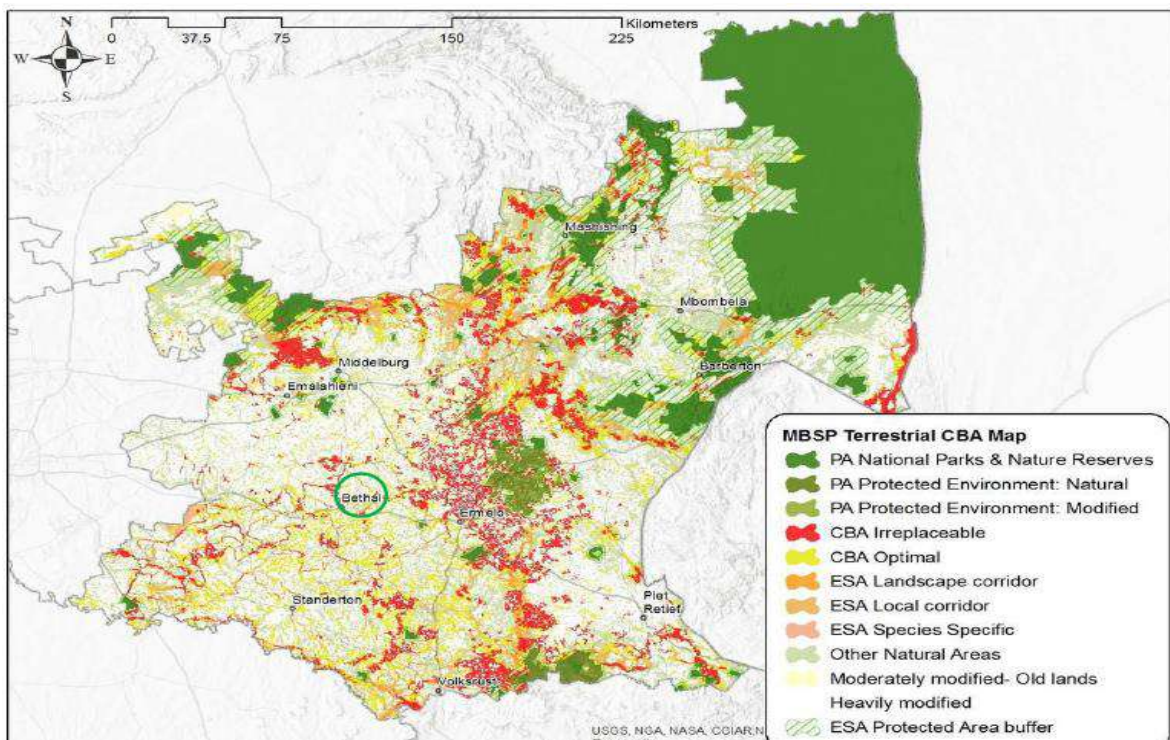 N
W E
S
Kilometers
0 37.5 75 150 225
Mashishing
Mbombela
Middelburg
Barberton
Emalahleni
Bethal
Ermelo
Standerton
Piet
Retief
Volksrust
MBSP Terrestrial CBA Map
PA National Parks & Nature Reserves
PA Protected Environment: Natural
PA Protected Environment: Modified
CBA Irreplaceable
CBA Optimal
ESA Landscape corridor
ESA Local corridor
ESA Species Specific
Other Natural Areas
Moderately modified- Old lands
Heavily modified
ESA Protected Area buffer
USGS, NGA, NASA, CGIAR,N